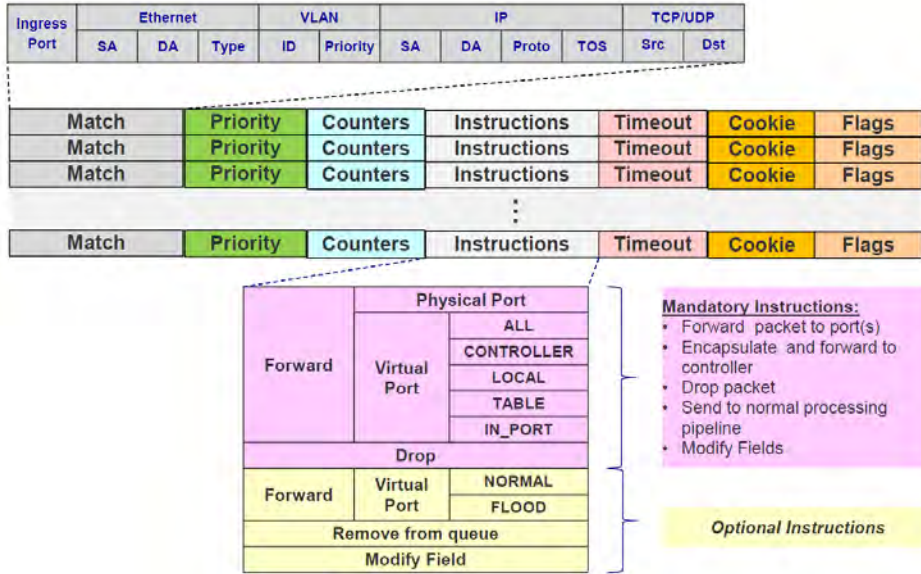 Ingress Port Ethernet VLAN IP TCP/UDP
SA DA Type ID Priority SA DA Proto TOS Src Dst
Match Priority Counters Instructions Timeout Cookie Flags
Match Priority Counters Instructions Timeout Cookie Flags
Match Priority Counters Instructions Timeout Cookie Flags
⋮
Match Priority Counters Instructions Timeout Cookie Flags
Forward
Physical Port
Virtual Port
ALL
CONTROLLER
LOCAL
TABLE
IN_PORT
Drop
Forward
Virtual Port
NORMAL
FLOOD
Remove from queue
Modify Field
Mandatory Instructions:
• Forward packet to port(s)
• Encapsulate and forward to
controller
• Drop packet
• Send to normal processing
pipeline
• Modify Fields
Optional Instructions